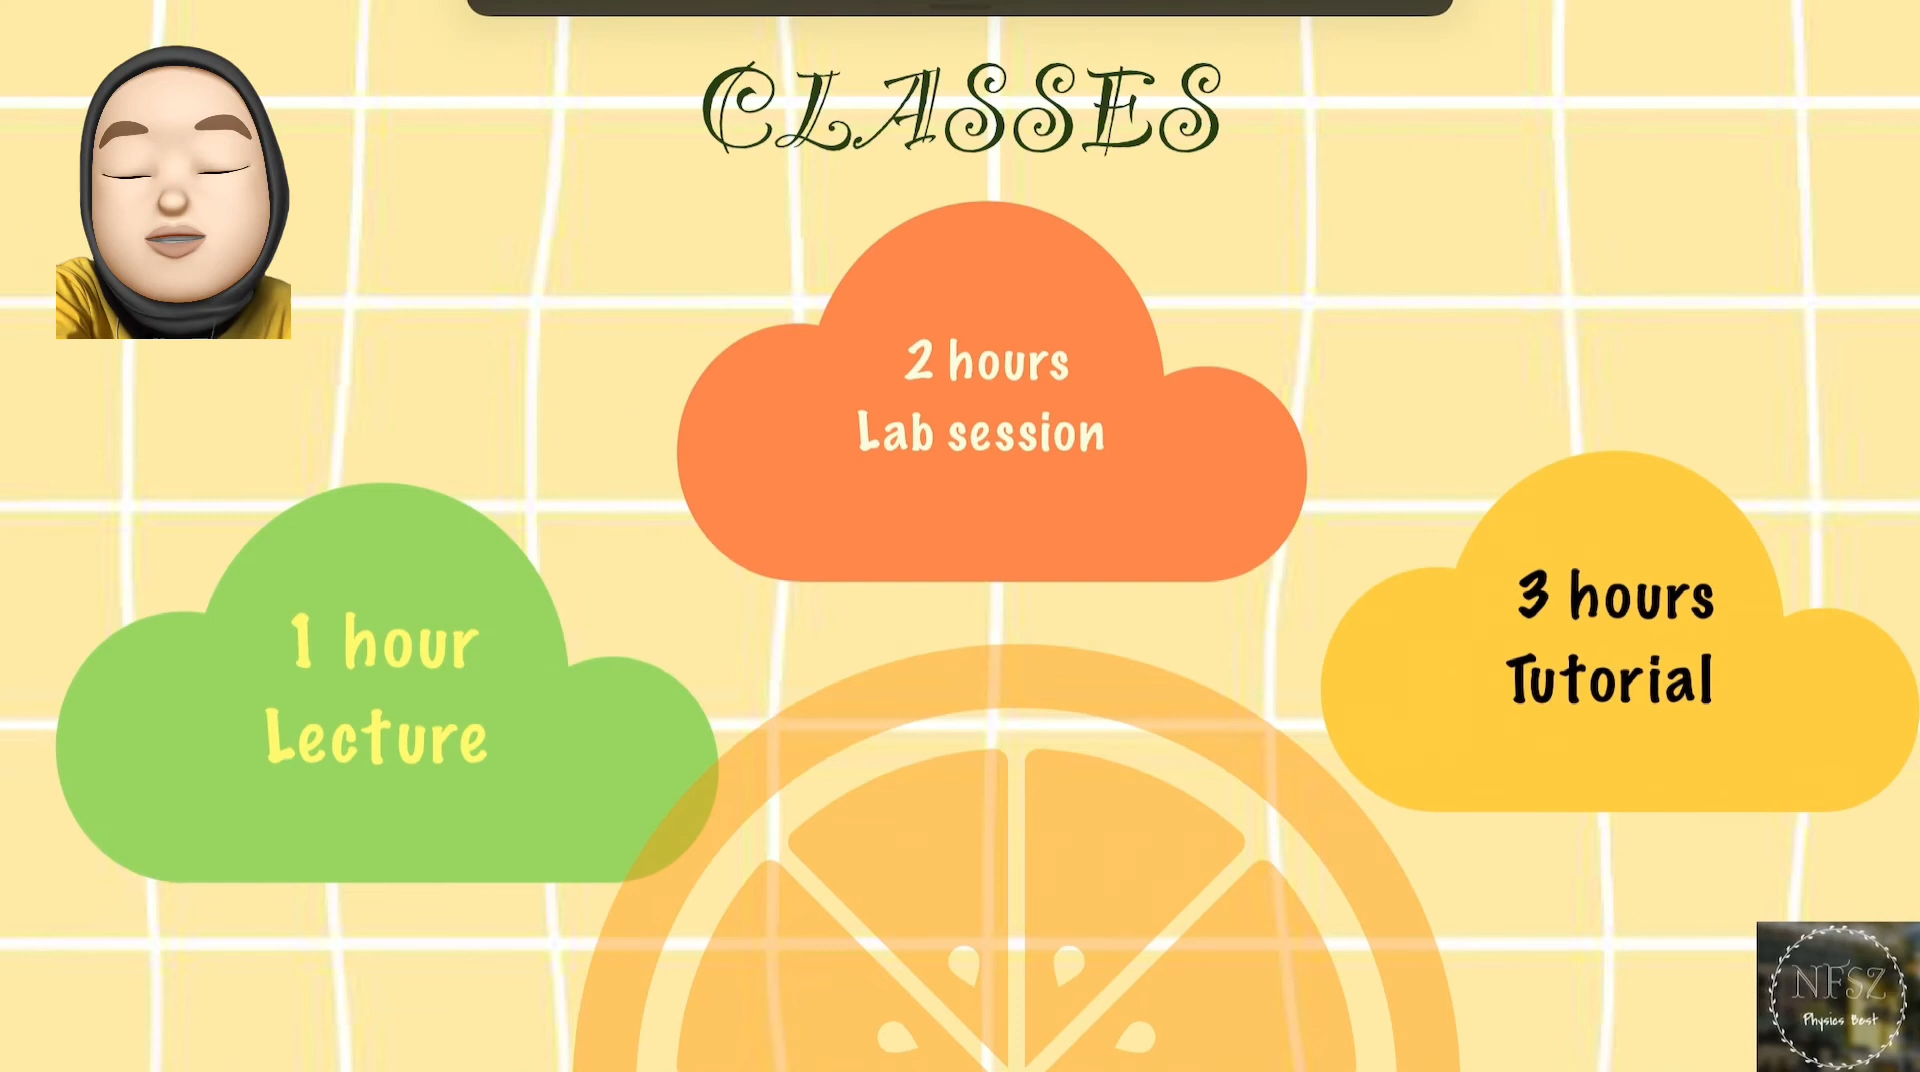 CLASSES
2 hours
Lab session
1 hour
Lecture
3 hours
Tutorial
NFSZ
Physics Best